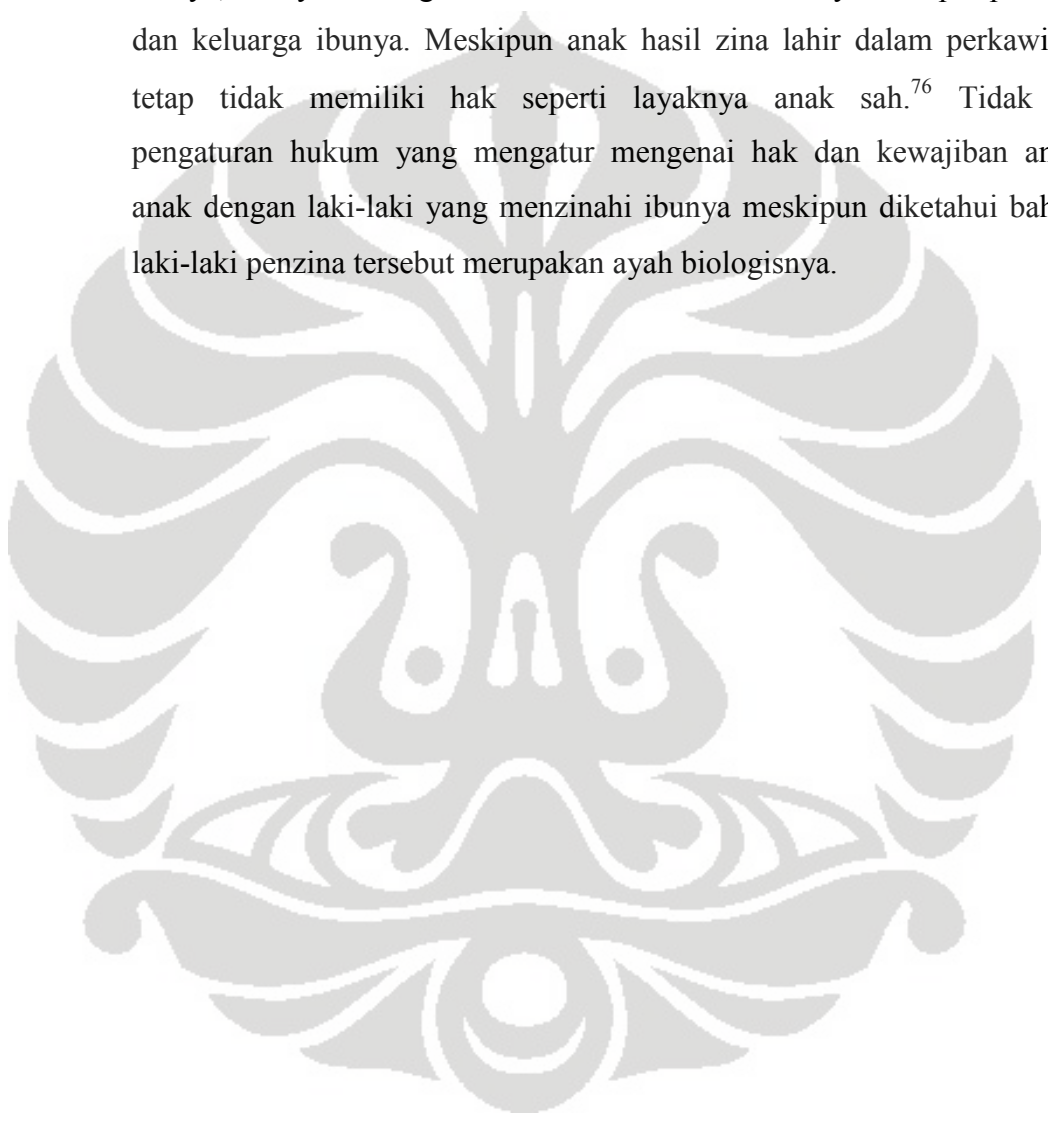 dan keluarga ibunya. Meskipun anak hasil zina lahir dalam perkawi
tetap tidak memiliki hak seperti layaknya anak sah.76 Tidak
pengaturan hukum yang mengatur mengenai hak dan kewajiban an
anak dengan laki-laki yang menzinahi ibunya meskipun diketahui bah
laki-laki penzina tersebut merupakan ayah biologisnya.